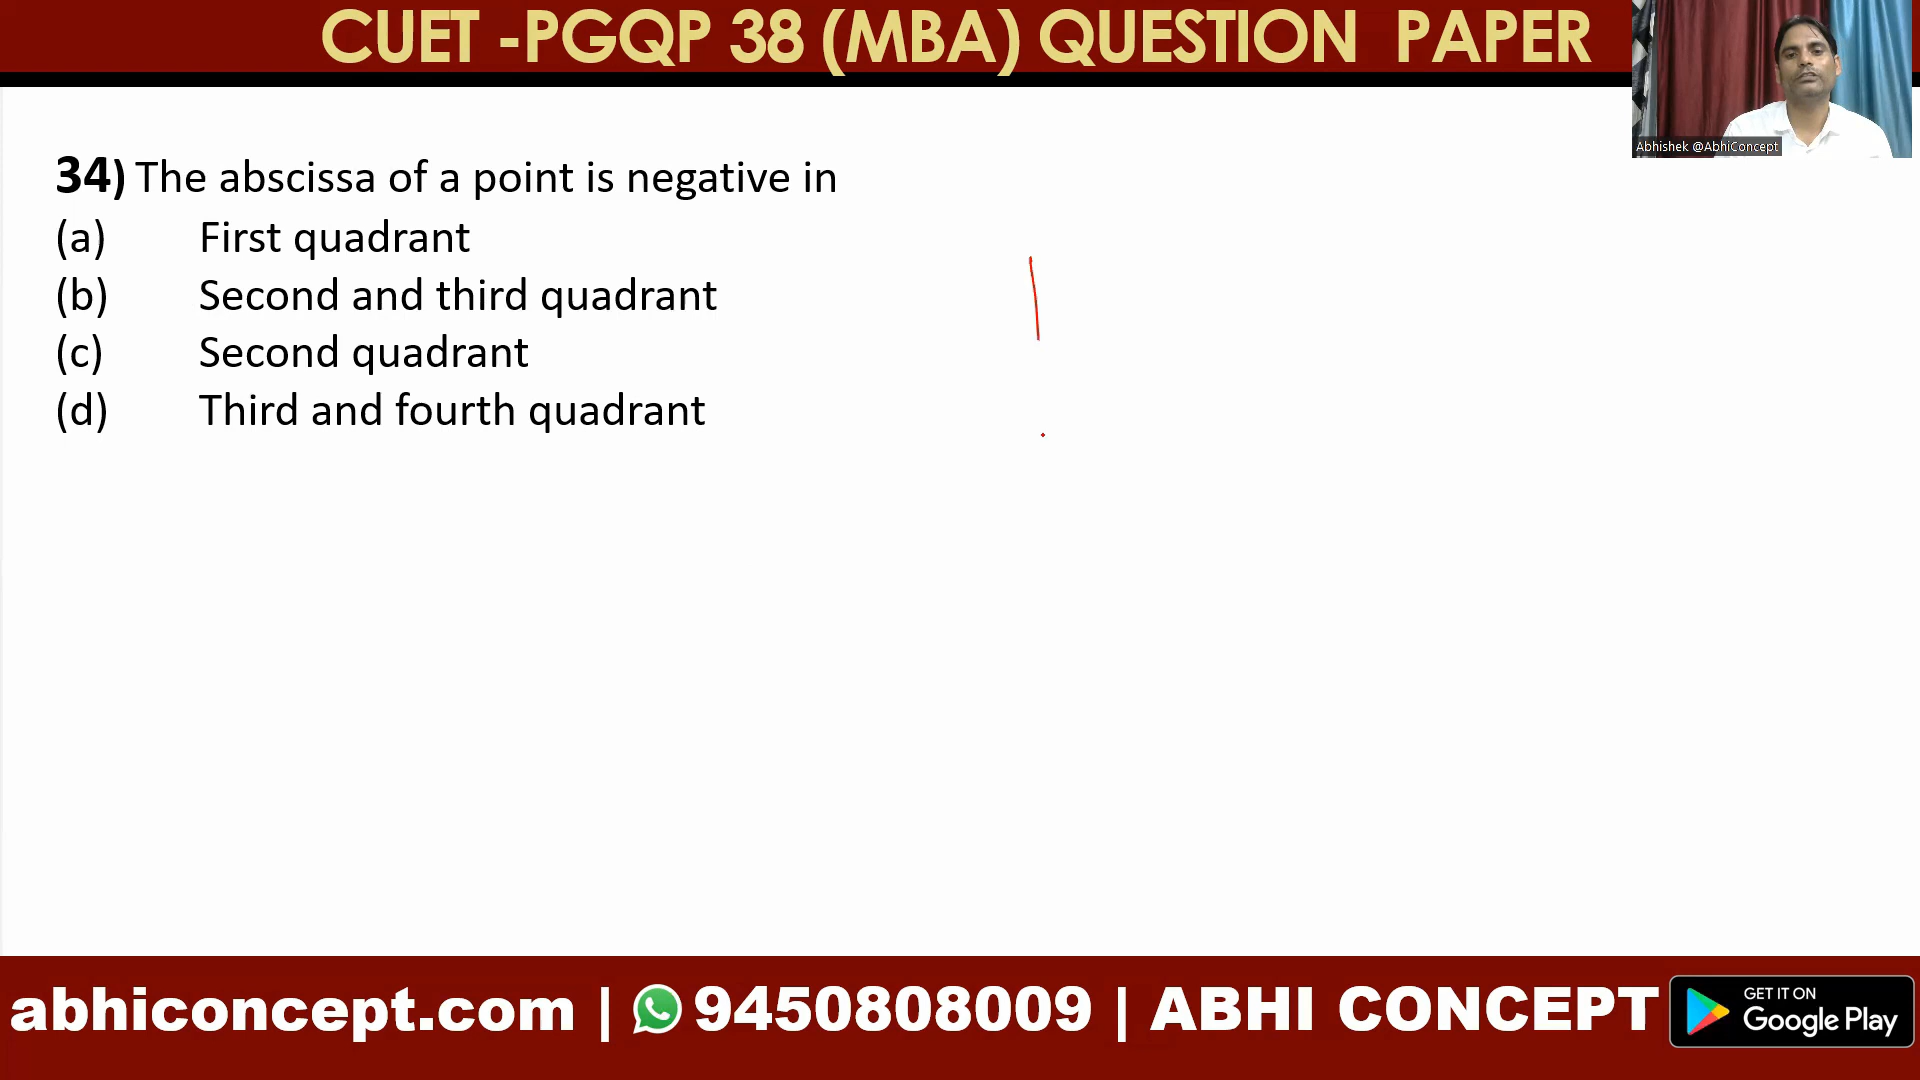 CUET -PGQP 38 (MBA) QUESTION PAPER
Abhishek @AbhiConcept
34) The abscissa of a point is negative in
(a) First quadrant
(b) Second and third quadrant
(c) Second quadrant
(d) Third and fourth quadrant
abhiconcept.com | 9450808009 | ABHI CONCEPT
GET IT ON
Google Play